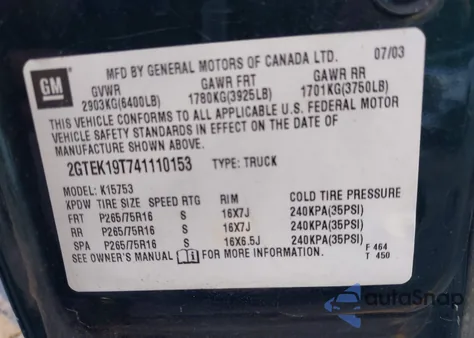 GM
MFD BY GENERAL MOTORS OF CANADA LTD. 07/03
GVWR GAWR FRT GAWR RR
2903KG(6400LB) 1780KG(3925LB) 1701KG(3750LB)
THIS VEHICLE CONFORMS TO ALL APPLICABLE U.S. FEDERAL MOTOR
VEHICLE SAFETY STANDARDS IN EFFECT ON THE DATE OF
MANUFACTURE SHOWN ABOVE.
2GTEK19T741110153 TYPE: TRUCK
MODEL: K15753
KPDW TIRE SIZE SPEED RTG RIM COLD TIRE PRESSURE
FRT P265/75R16 S 16X7J 240KPA(35PSI)
RR P265/75R16 S 16X7J 240KPA(35PSI)
SPA P265/75R16 S 16X6.5J 240KPA(35PSI)
SEE OWNER'S MANUAL FOR MORE INFORMATION. F 464
T 450
autoSnap